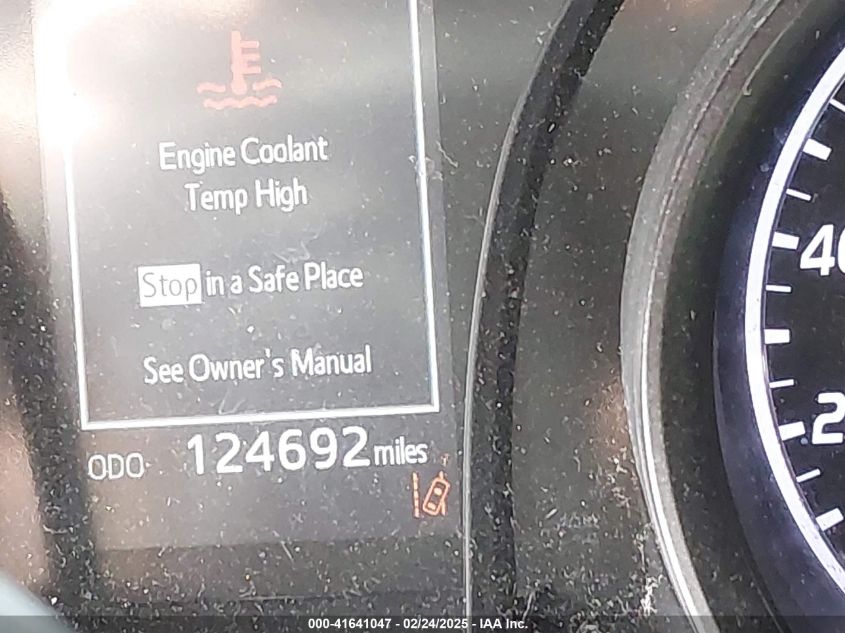 Engine Coolant
Temp High
Stop in a Safe Place
See Owner's Manual
ODO 124692 miles
000-41641047 - 02/24/2025 - IAA Inc.